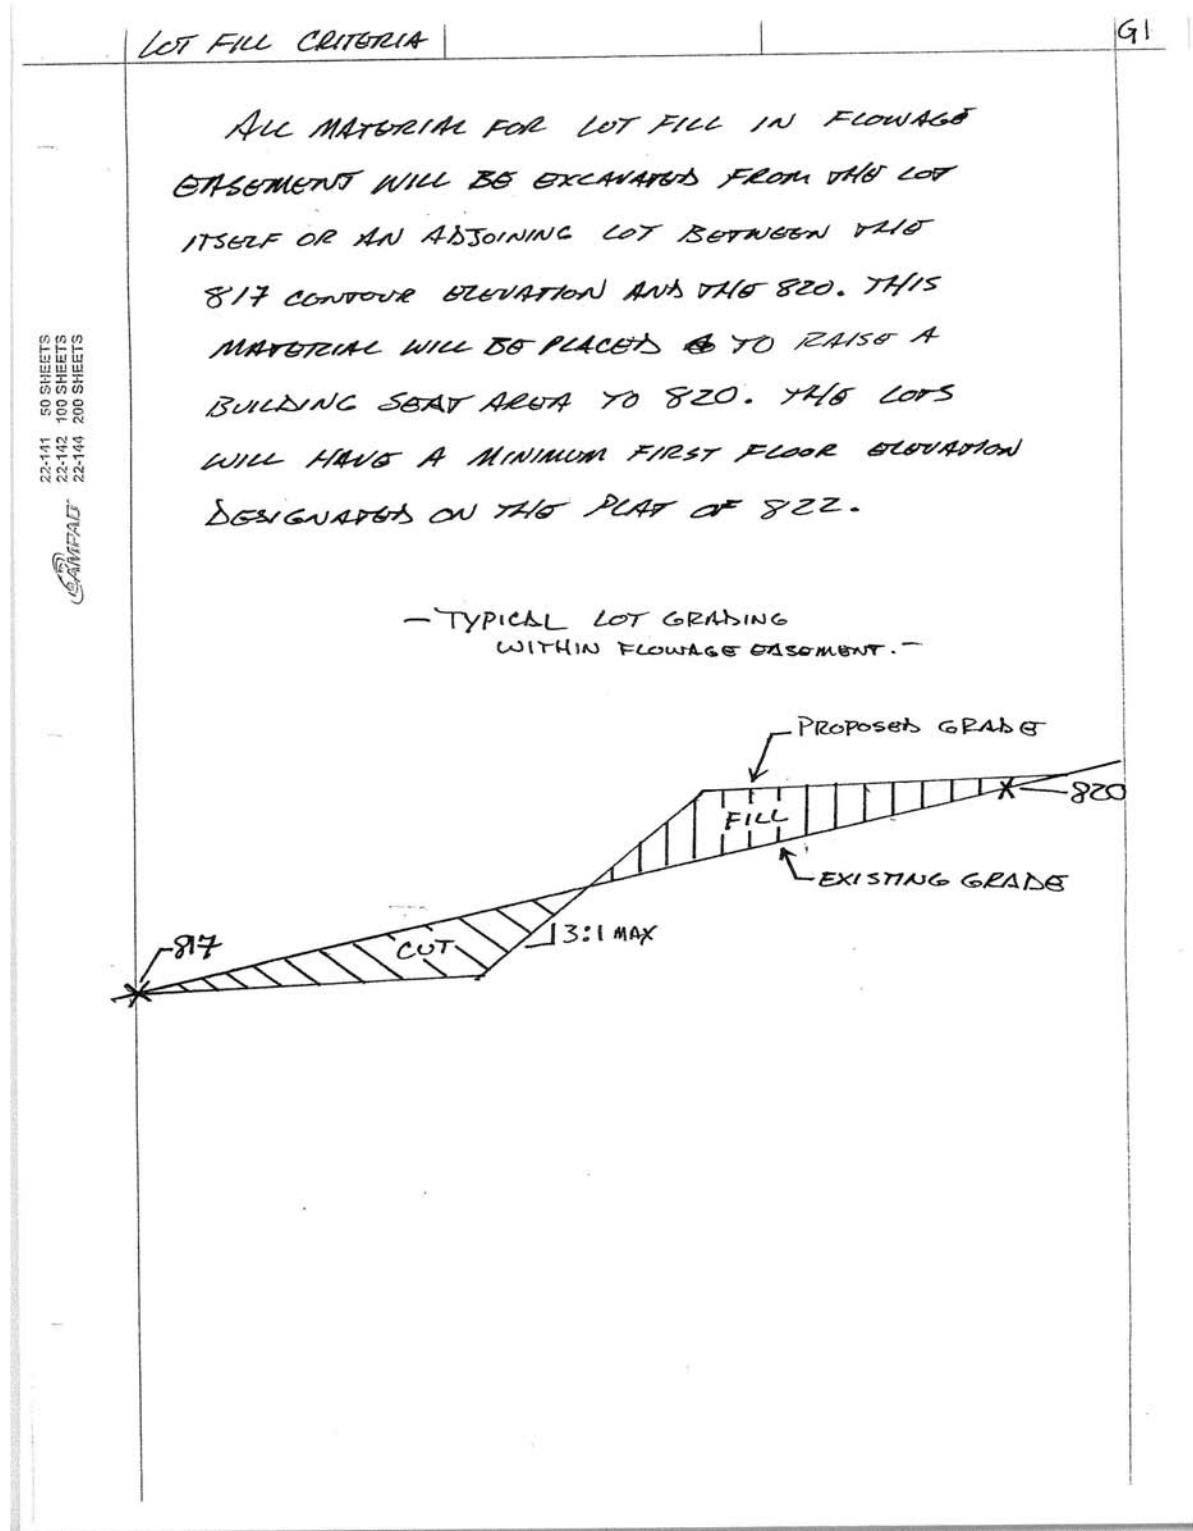 LOT FILL CRITERIA
G1
ALL MATERIAL FOR LOT FILL IN FLOWAGE
EASEMENT WILL BE EXCAVATED FROM THE LOT
ITSELF OR AN ADJOINING LOT BETWEEN THE
817 CONTOUR ELEVATION AND THE 820. THIS
MATERIAL WILL BE PLACED TO RAISE A
BUILDING SEAT AREA TO 820. THE LOTS
WILL HAVE A MINIMUM FIRST FLOOR ELEVATION
DESIGNATED ON THE PLAT OF 822.
22-141 50 SHEETS
22-142 100 SHEETS
22-144 200 SHEETS
AMPAD
- TYPICAL LOT GRADING
WITHIN FLOWAGE EASEMENT. -
PROPOSED GRADE
820
FILL
EXISTING GRADE
3:1 MAX
817
CUT